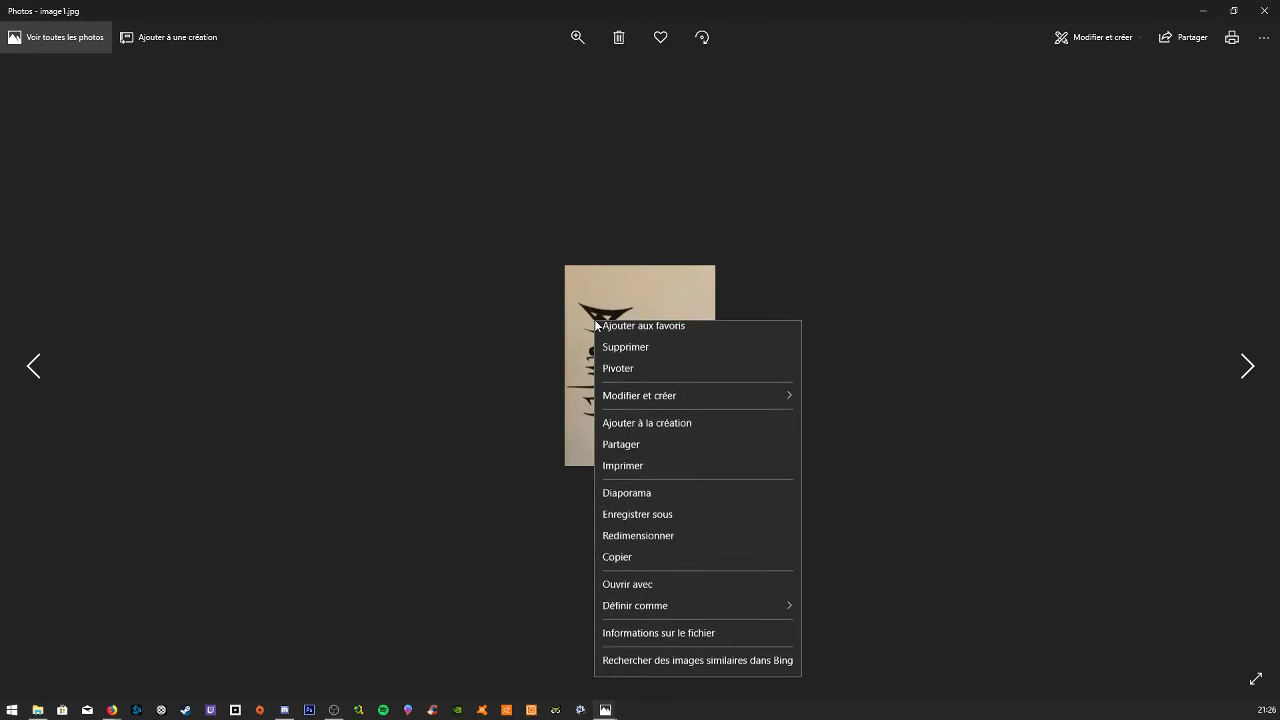 Photos - image1.jpg
Voir toutes les photos
Ajouter à une création
Modifier et créer
Partager
Ajouter aux favoris
Supprimer
Pivoter
Modifier et créer
Ajouter à la création
Partager
Imprimer
Diaporama
Enregistrer sous
Redimensionner
Copier
Ouvrir avec
Définir comme
Informations sur le fichier
Rechercher des images similaires dans Bing
21:26